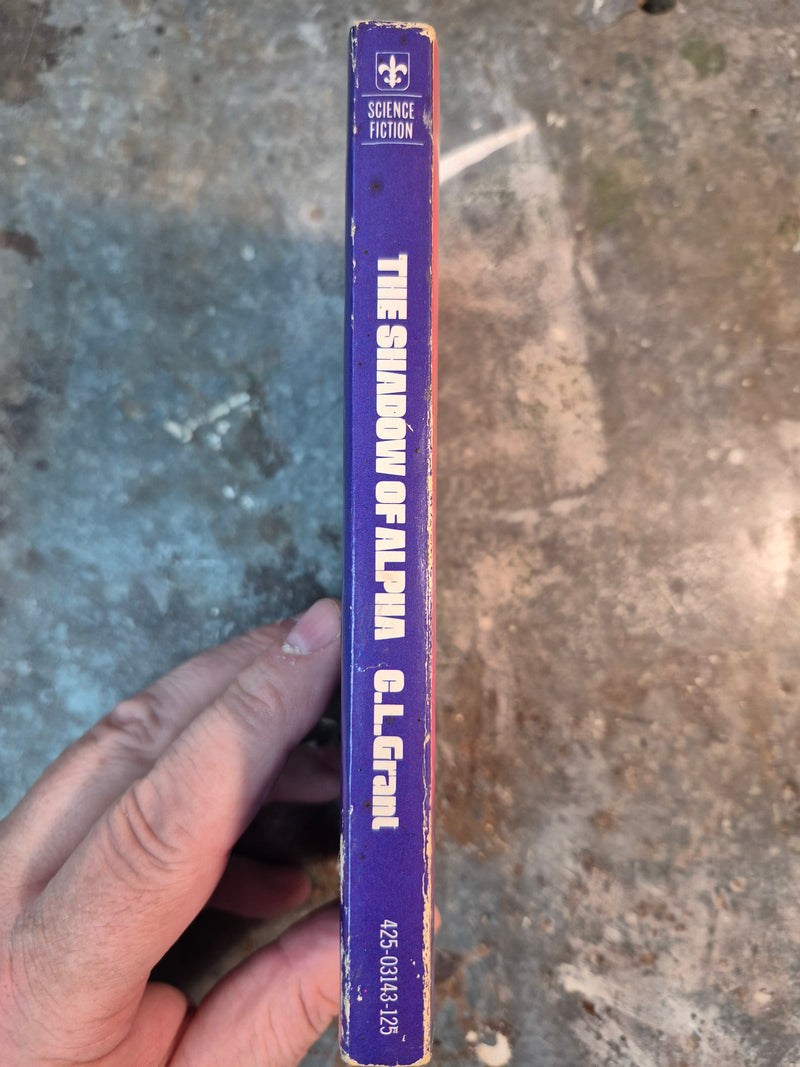 SCIENCE
FICTION
THE SHADOW OF ALPHA C.L.Grant
425-03143-125